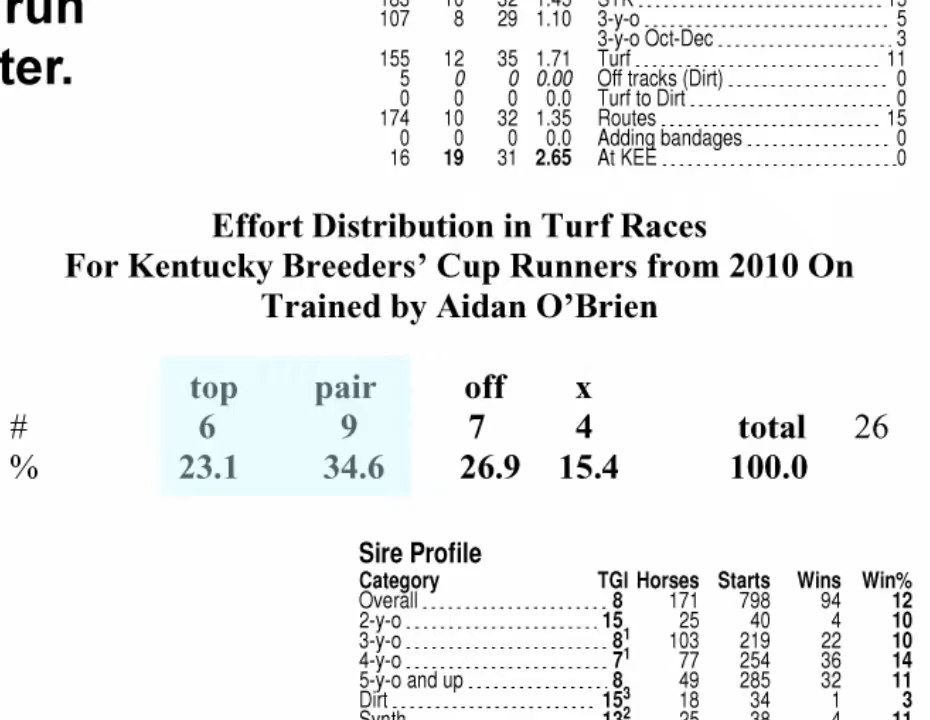 run
ter.
107 8 29 1.10 3-y-o 5
3-y-o Oct-Dec 3
155 12 35 1.71 Turf 11
5 0 0 0.00 Off tracks (Dirt) 0
0 0 0 0.0 Turf to Dirt 0
174 10 32 1.35 Routes 15
0 0 0 0.0 Adding bandages 0
16 19 31 2.65 At KEE 0
Effort Distribution in Turf Races
For Kentucky Breeders’ Cup Runners from 2010 On
Trained by Aidan O’Brien
top pair off x
# 6 9 7 4 total 26
% 23.1 34.6 26.9 15.4 100.0
Sire Profile
Category TGI Horses Starts Wins Win%
Overall 8 171 798 94 12
2-y-o 15 25 40 4 10
3-y-o 8¹ 103 219 22 10
4-y-o 7¹ 77 254 36 14
5-y-o and up 8 49 285 32 11
Dirt 15³ 18 34 1 3